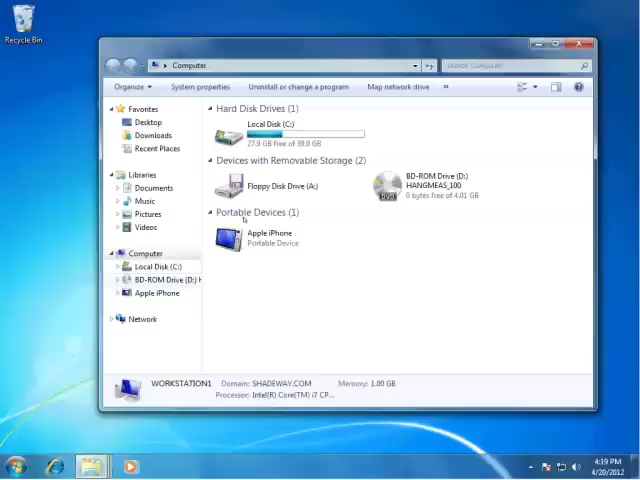 Recycle Bin
Computer
Search Computer
Organize
System properties
Uninstall or change a program
Map network drive
»
Favorites
Desktop
Downloads
Recent Places
Libraries
Documents
Music
Pictures
Videos
Computer
Local Disk (C:)
BD-ROM Drive (D:) H
Apple iPhone
Network
Hard Disk Drives (1)
Local Disk (C:)
27.9 GB free of 39.9 GB
Devices with Removable Storage (2)
Floppy Disk Drive (A:)
BD-ROM Drive (D:)
HANGMEAS_100
0 bytes free of 4.01 GB
DVD
Portable Devices (1)
Apple iPhone
Portable Device
WORKSTATION1
Domain: SHADEWAY.COM
Memory: 1.00 GB
Processor: Intel(R) Core(TM) i7 CP...
4:19 PM
4/20/2012